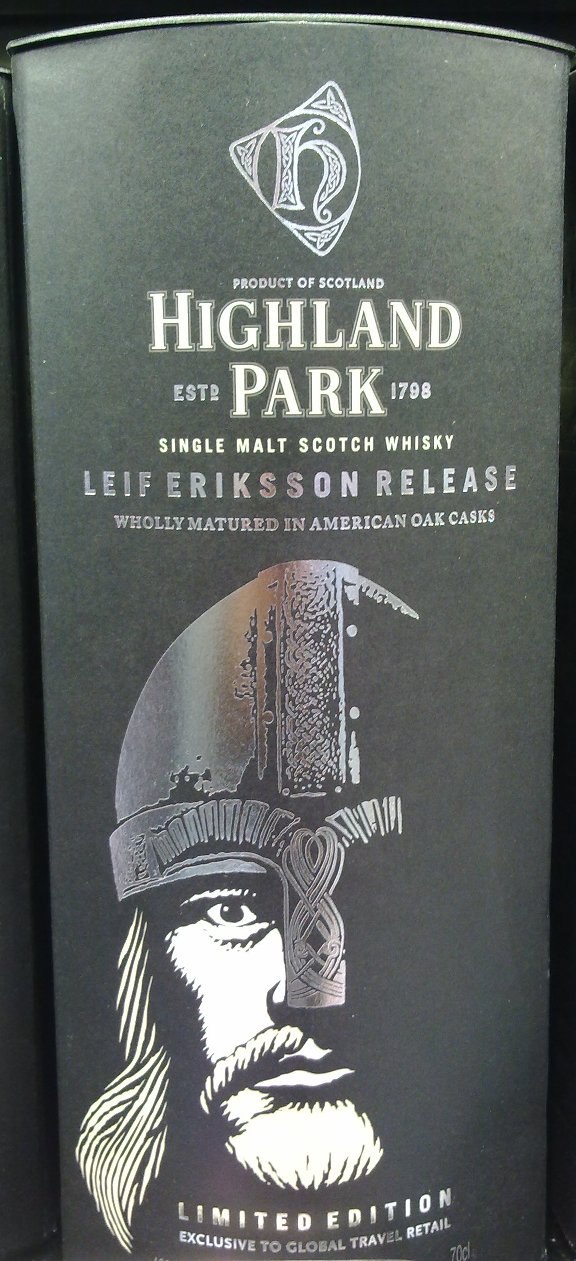 H
PRODUCT OF SCOTLAND
HIGHLAND
ESTD PARK 1798
SINGLE MALT SCOTCH WHISKY
LEIF ERIKSSON RELEASE
WHOLLY MATURED IN AMERICAN OAK CASKS
LIMITED EDITION
EXCLUSIVE TO GLOBAL TRAVEL RETAIL
70cl